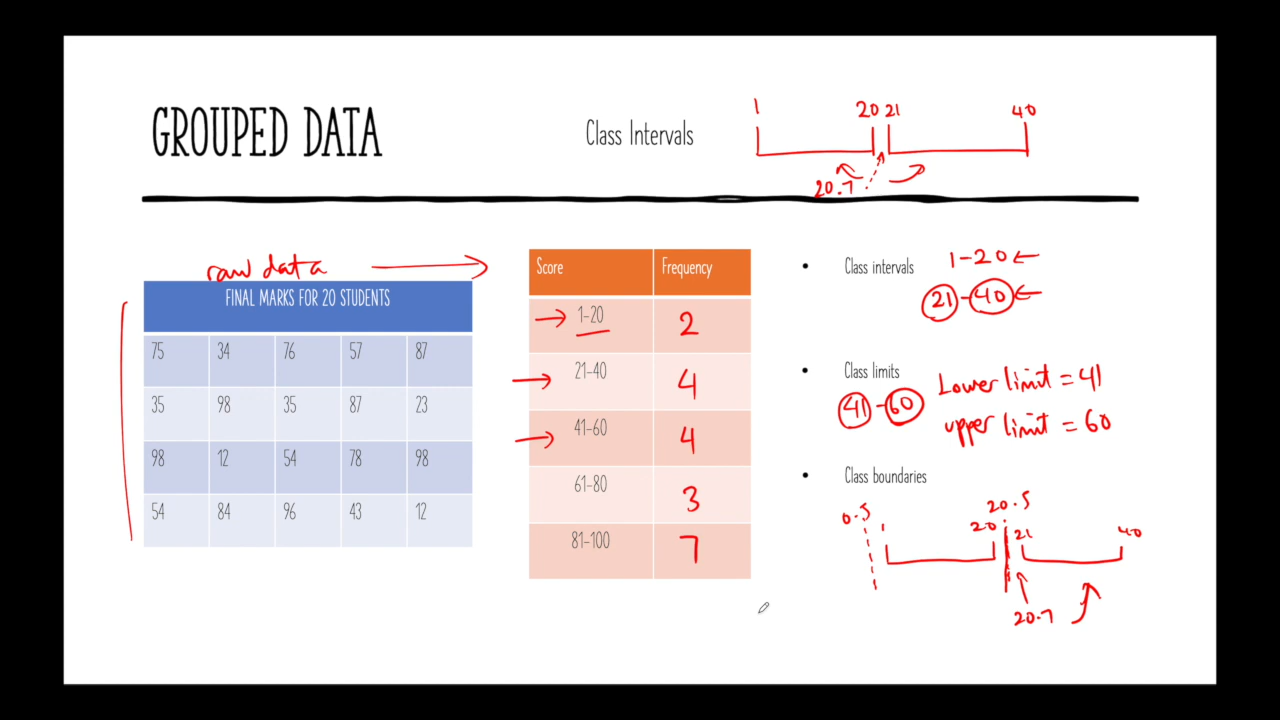 GROUPED DATA
Class Intervals
1 20 21 40
20.7
raw data
FINAL MARKS FOR 20 STUDENTS
75 34 76 57 87
35 98 35 87 23
98 12 54 78 98
54 84 96 43 12
Score Frequency
1-20 2
21-40 4
41-60 4
61-80 3
81-100 7
• Class intervals 1-20
21-40
• Class limits Lower limit = 41
41-60 upper limit = 60
• Class boundaries
0.5 20.5
1 20 21 40
20.7